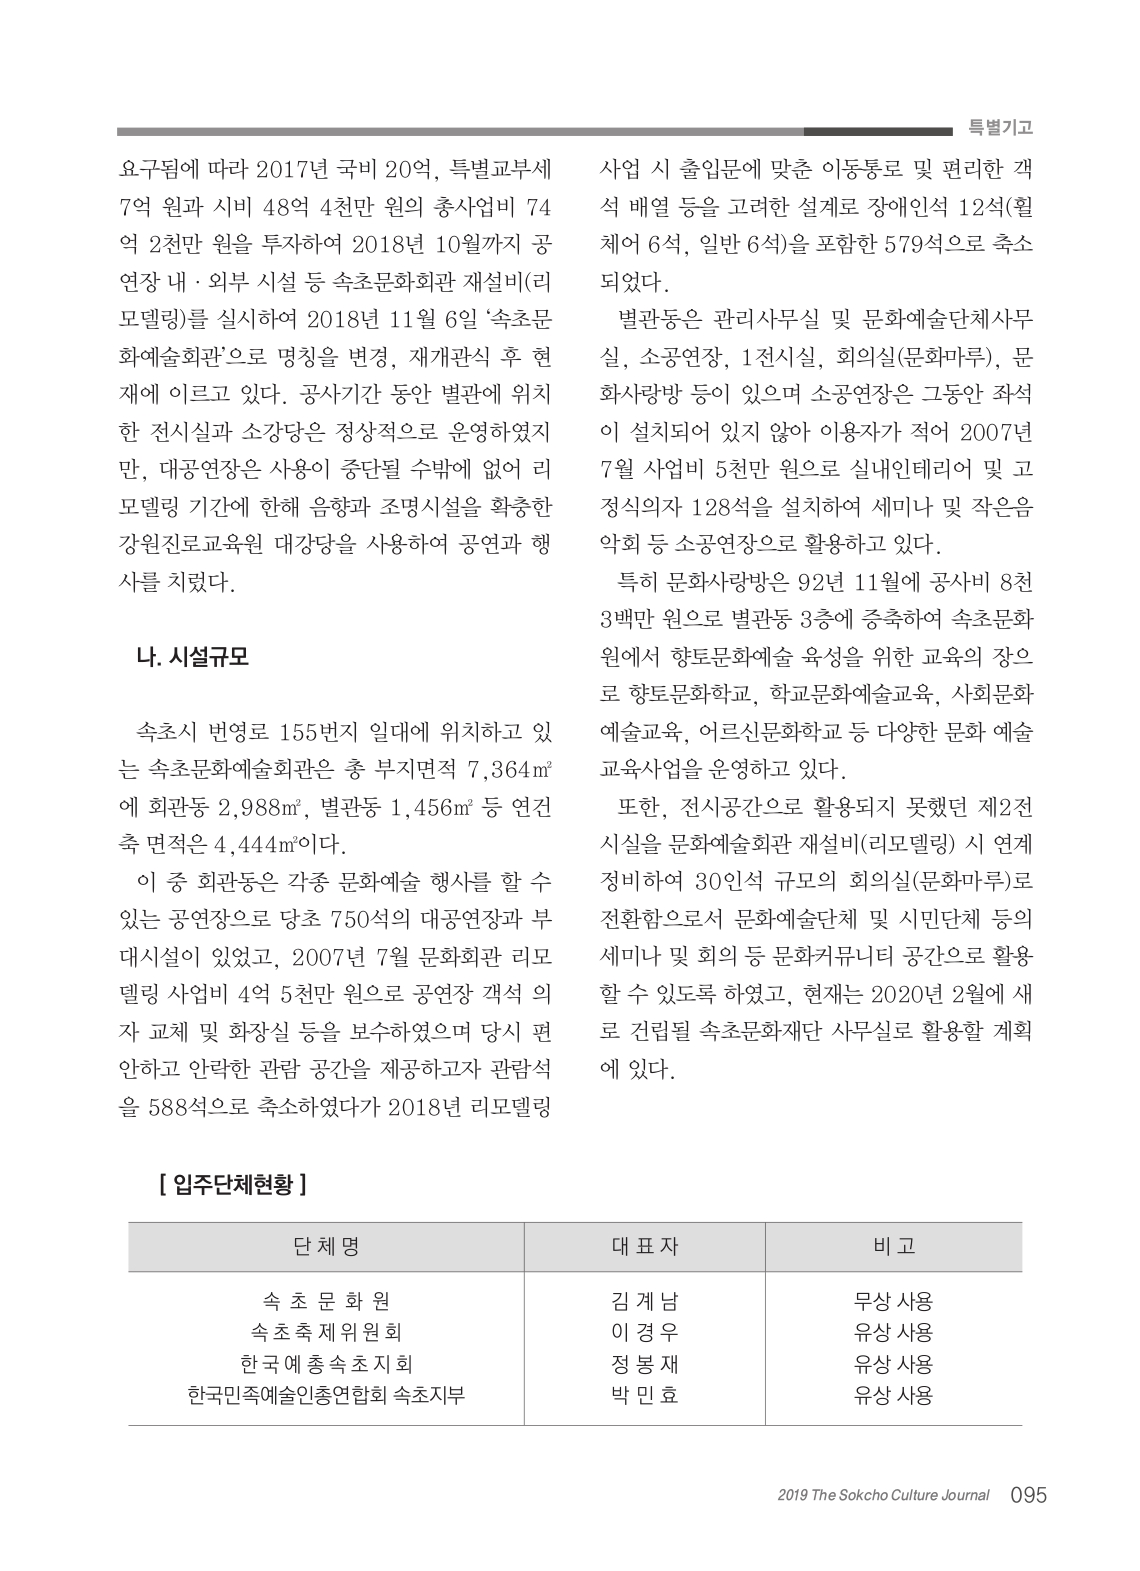 특별기고
요구됨에 따라 2017년 국비 20억, 특별교부세
7억 원과 시비 48억 4천만 원의 총사업비 74
억 2천만 원을 투자하여 2018년 10월까지 공
연장 내·외부 시설 등 속초문화회관 재설비(리
모델링)를 실시하여 2018년 11월 6일 ‘속초문
화예술회관’으로 명칭을 변경, 재개관식 후 현
재에 이르고 있다. 공사기간 동안 별관에 위치
한 전시실과 소강당은 정상적으로 운영하였지
만, 대공연장은 사용이 중단될 수밖에 없어 리
모델링 기간에 한해 음향과 조명시설을 확충한
강원진로교육원 대강당을 사용하여 공연과 행
사를 치렀다.
나. 시설규모
속초시 번영로 155번지 일대에 위치하고 있
는 속초문화예술회관은 총 부지면적 7,364㎡
에 회관동 2,988㎡, 별관동 1,456㎡ 등 연건
축 면적은 4,444㎡이다.
이 중 회관동은 각종 문화예술 행사를 할 수
있는 공연장으로 당초 750석의 대공연장과 부
대시설이 있었고, 2007년 7월 문화회관 리모
델링 사업비 4억 5천만 원으로 공연장 객석 의
자 교체 및 화장실 등을 보수하였으며 당시 편
안하고 안락한 관람 공간을 제공하고자 관람석
을 588석으로 축소하였다가 2018년 리모델링
사업 시 출입문에 맞춘 이동통로 및 편리한 객
석 배열 등을 고려한 설계로 장애인석 12석(휠
체어 6석, 일반 6석)을 포함한 579석으로 축소
되었다.
별관동은 관리사무실 및 문화예술단체사무
실, 소공연장, 1전시실, 회의실(문화마루), 문
화사랑방 등이 있으며 소공연장은 그동안 좌석
이 설치되어 있지 않아 이용자가 적어 2007년
7월 사업비 5천만 원으로 실내인테리어 및 고
정식의자 128석을 설치하여 세미나 및 작은음
악회 등 소공연장으로 활용하고 있다.
특히 문화사랑방은 92년 11월에 공사비 8천
3백만 원으로 별관동 3층에 증축하여 속초문화
원에서 향토문화예술 육성을 위한 교육의 장으
로 향토문화학교, 학교문화예술교육, 사회문화
예술교육, 어르신문화학교 등 다양한 문화 예술
교육사업을 운영하고 있다.
또한, 전시공간으로 활용되지 못했던 제2전
시실을 문화예술회관 재설비(리모델링) 시 연계
정비하여 30인석 규모의 회의실(문화마루)로
전환함으로서 문화예술단체 및 시민단체 등의
세미나 및 회의 등 문화커뮤니티 공간으로 활용
할 수 있도록 하였고, 현재는 2020년 2월에 새
로 건립될 속초문화재단 사무실로 활용할 계획
에 있다.
[ 입주단체현황 ]
단 체 명 대 표 자 비 고
속 초 문 화 원 김 계 남 무상 사용
속초축제위원회 이 경 우 유상 사용
한국예총속초지회 정 봉 재 유상 사용
한국민족예술인총연합회 속초지부 박 민 효 유상 사용
2019 The Sokcho Culture Journal 095